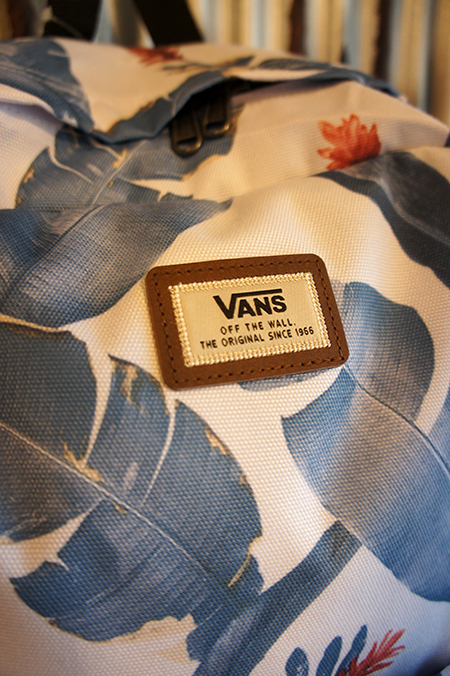 VANS
OFF THE WALL.
THE ORIGINAL SINCE 1966